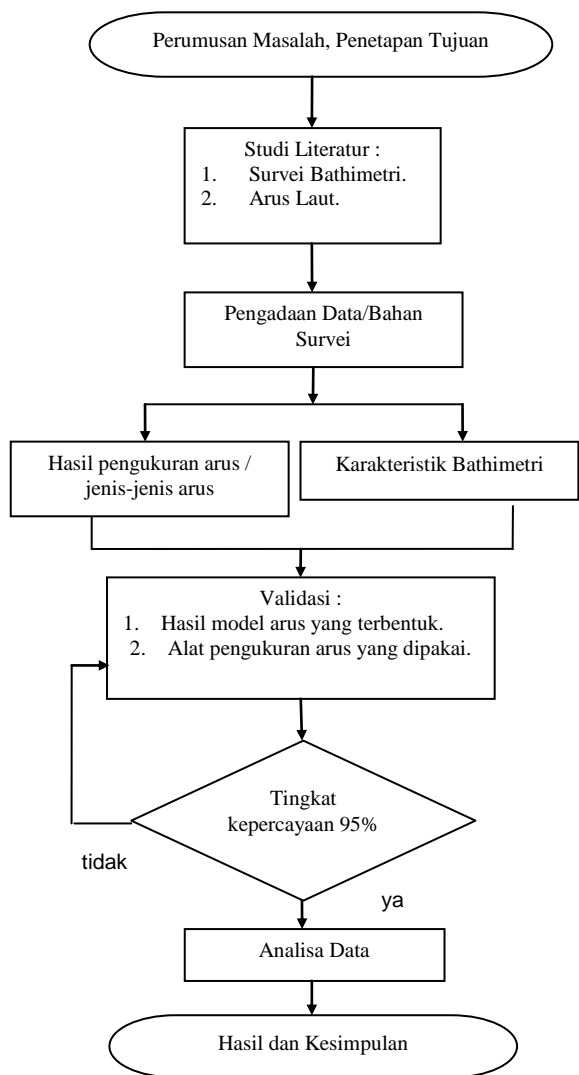 Perumusan Masalah, Penetapan Tujuan
Studi Literatur :
1. Survei Bathimetri.
2. Arus Laut.
Pengadaan Data/Bahan
Survei
Hasil pengukuran arus /
jenis-jenis arus
Karakteristik Bathimetri
Validasi :
1. Hasil model arus yang terbentuk.
2. Alat pengukuran arus yang dipakai.
Tingkat
kepercayaan 95%
tidak
ya
Analisa Data
Hasil dan Kesimpulan